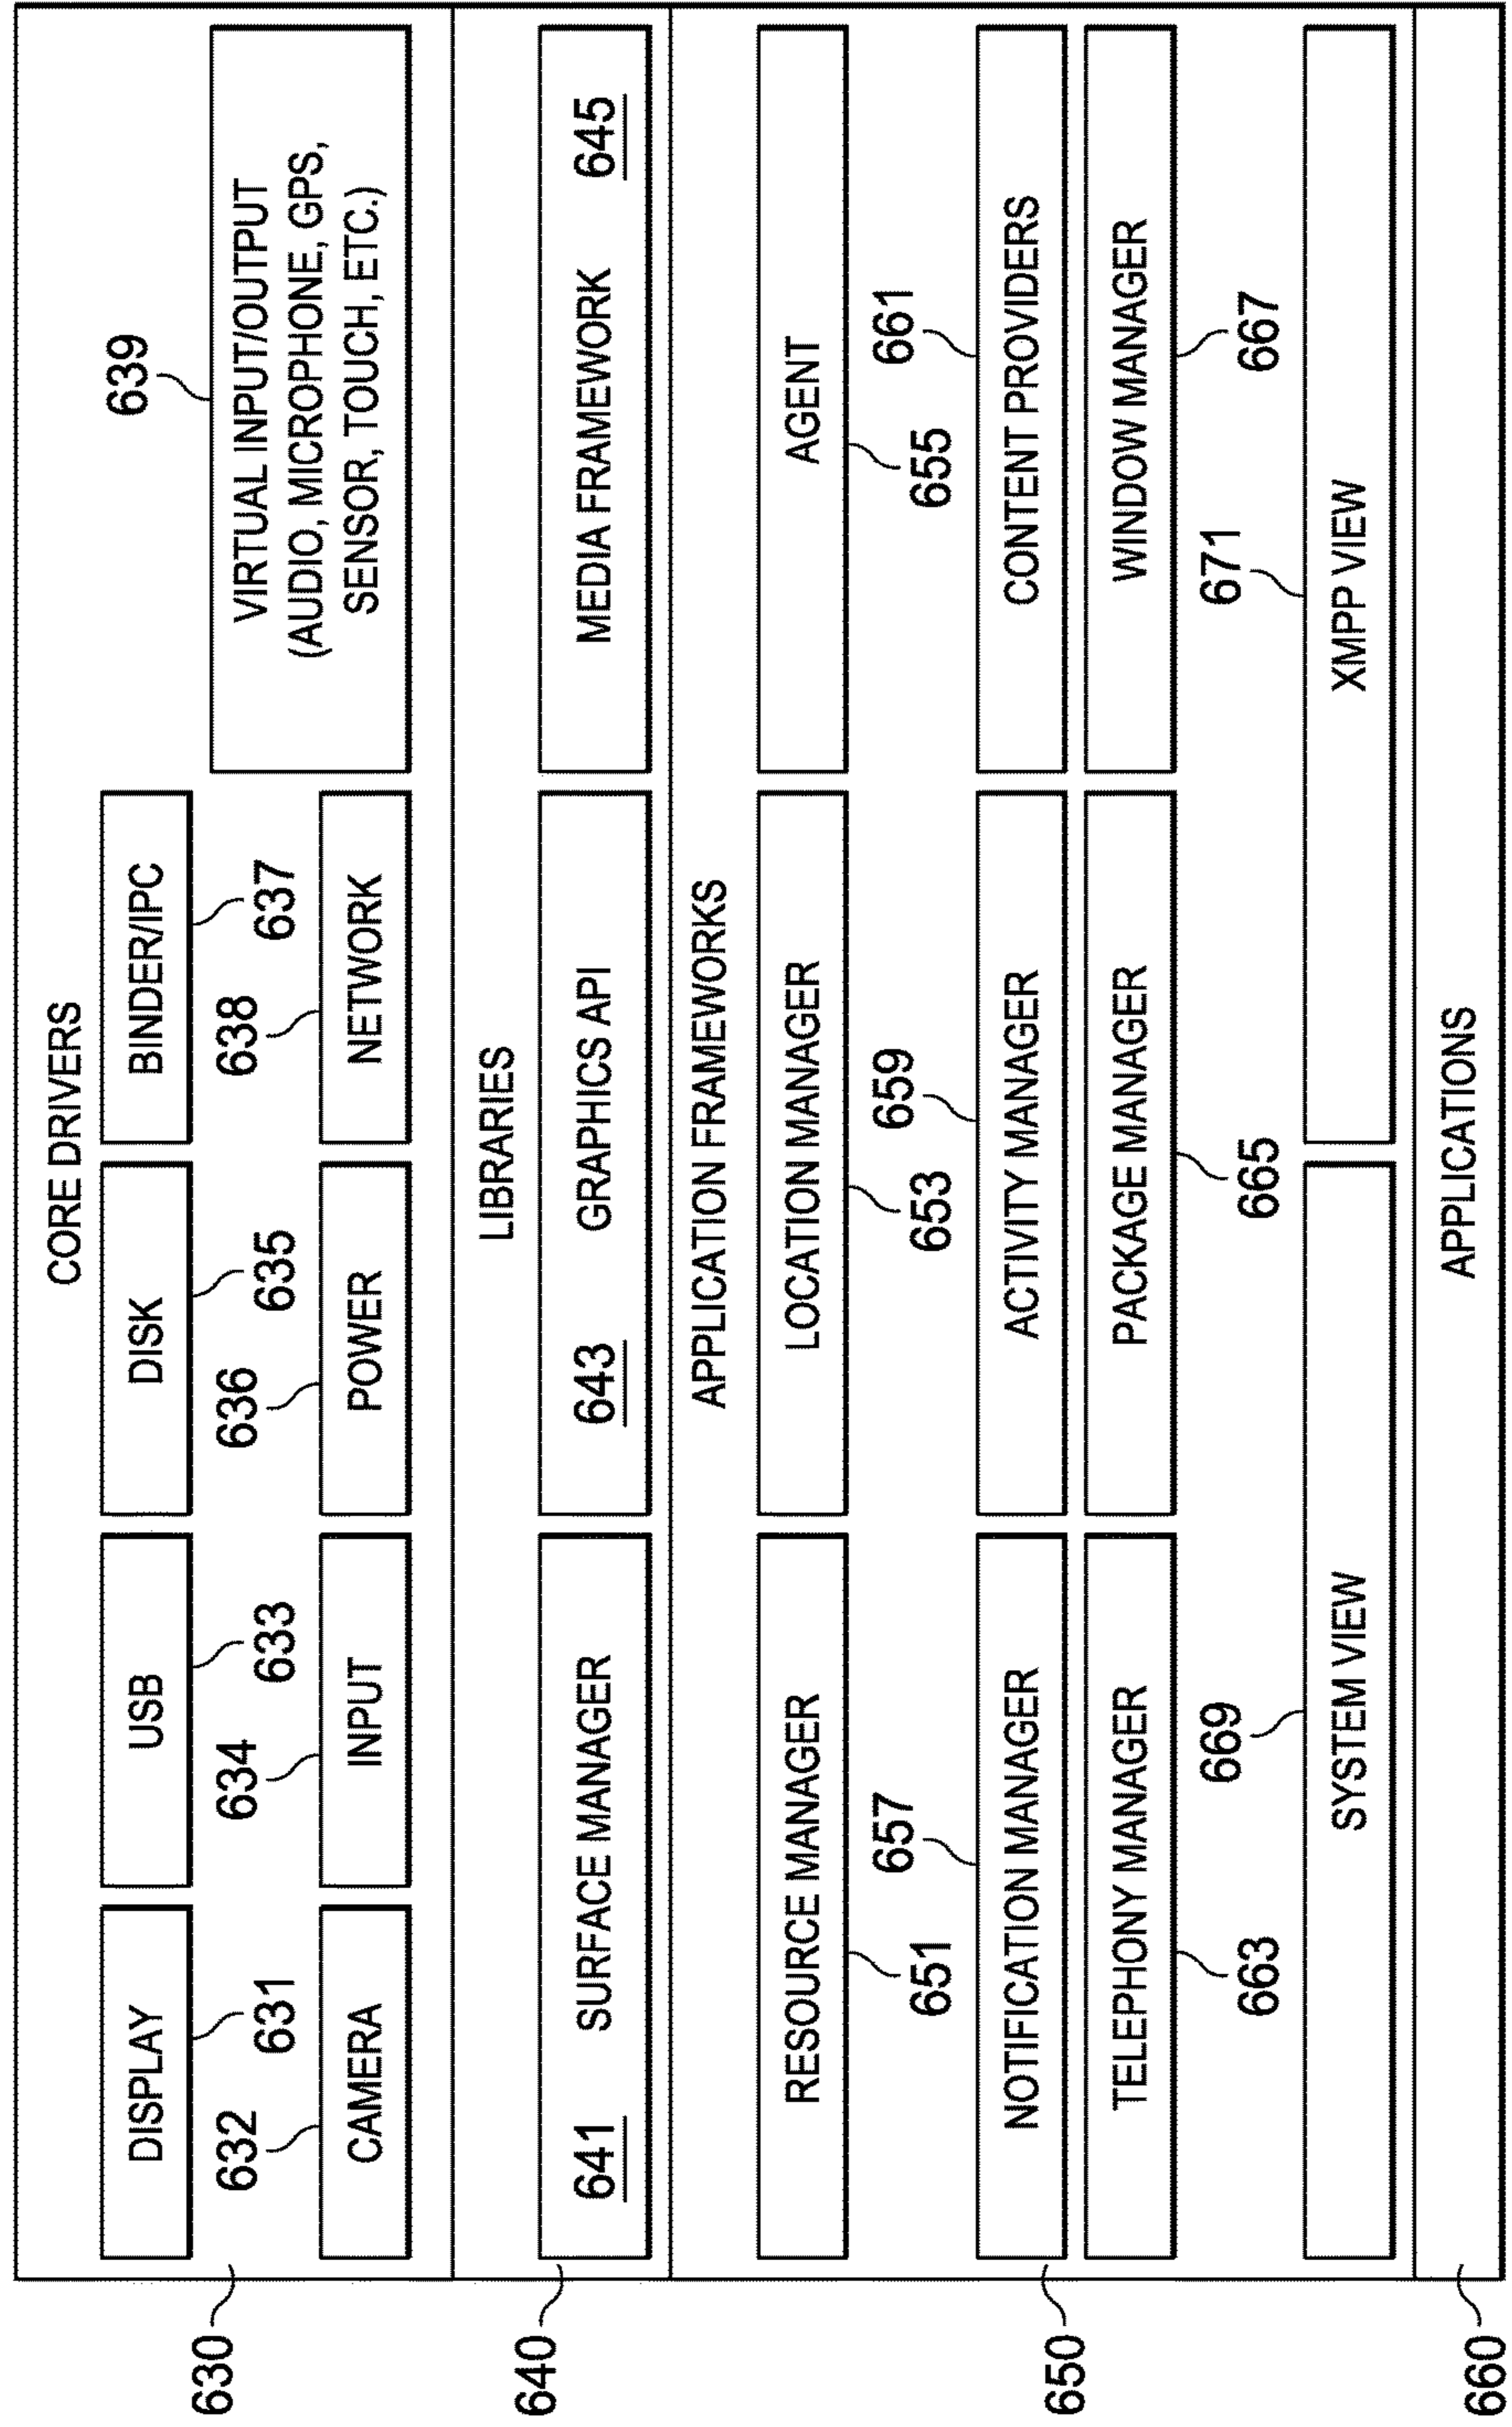 CORE DRIVERS
630
DISPLAY
USB
DISK
BINDER/IPC
639
631
633
635
637
632
634
636
638
CAMERA
INPUT
POWER
NETWORK
VIRTUAL INPUT/OUTPUT
(AUDIO, MICROPHONE, GPS,
SENSOR, TOUCH, ETC.)
LIBRARIES
640
641 SURFACE MANAGER
643 GRAPHICS API
MEDIA FRAMEWORK 645
APPLICATION FRAMEWORKS
650
RESOURCE MANAGER
LOCATION MANAGER
AGENT
651
653
655
657
659
661
NOTIFICATION MANAGER
ACTIVITY MANAGER
CONTENT PROVIDERS
TELEPHONY MANAGER
PACKAGE MANAGER
WINDOW MANAGER
663
665
667
669
671
SYSTEM VIEW
XMPP VIEW
660
APPLICATIONS